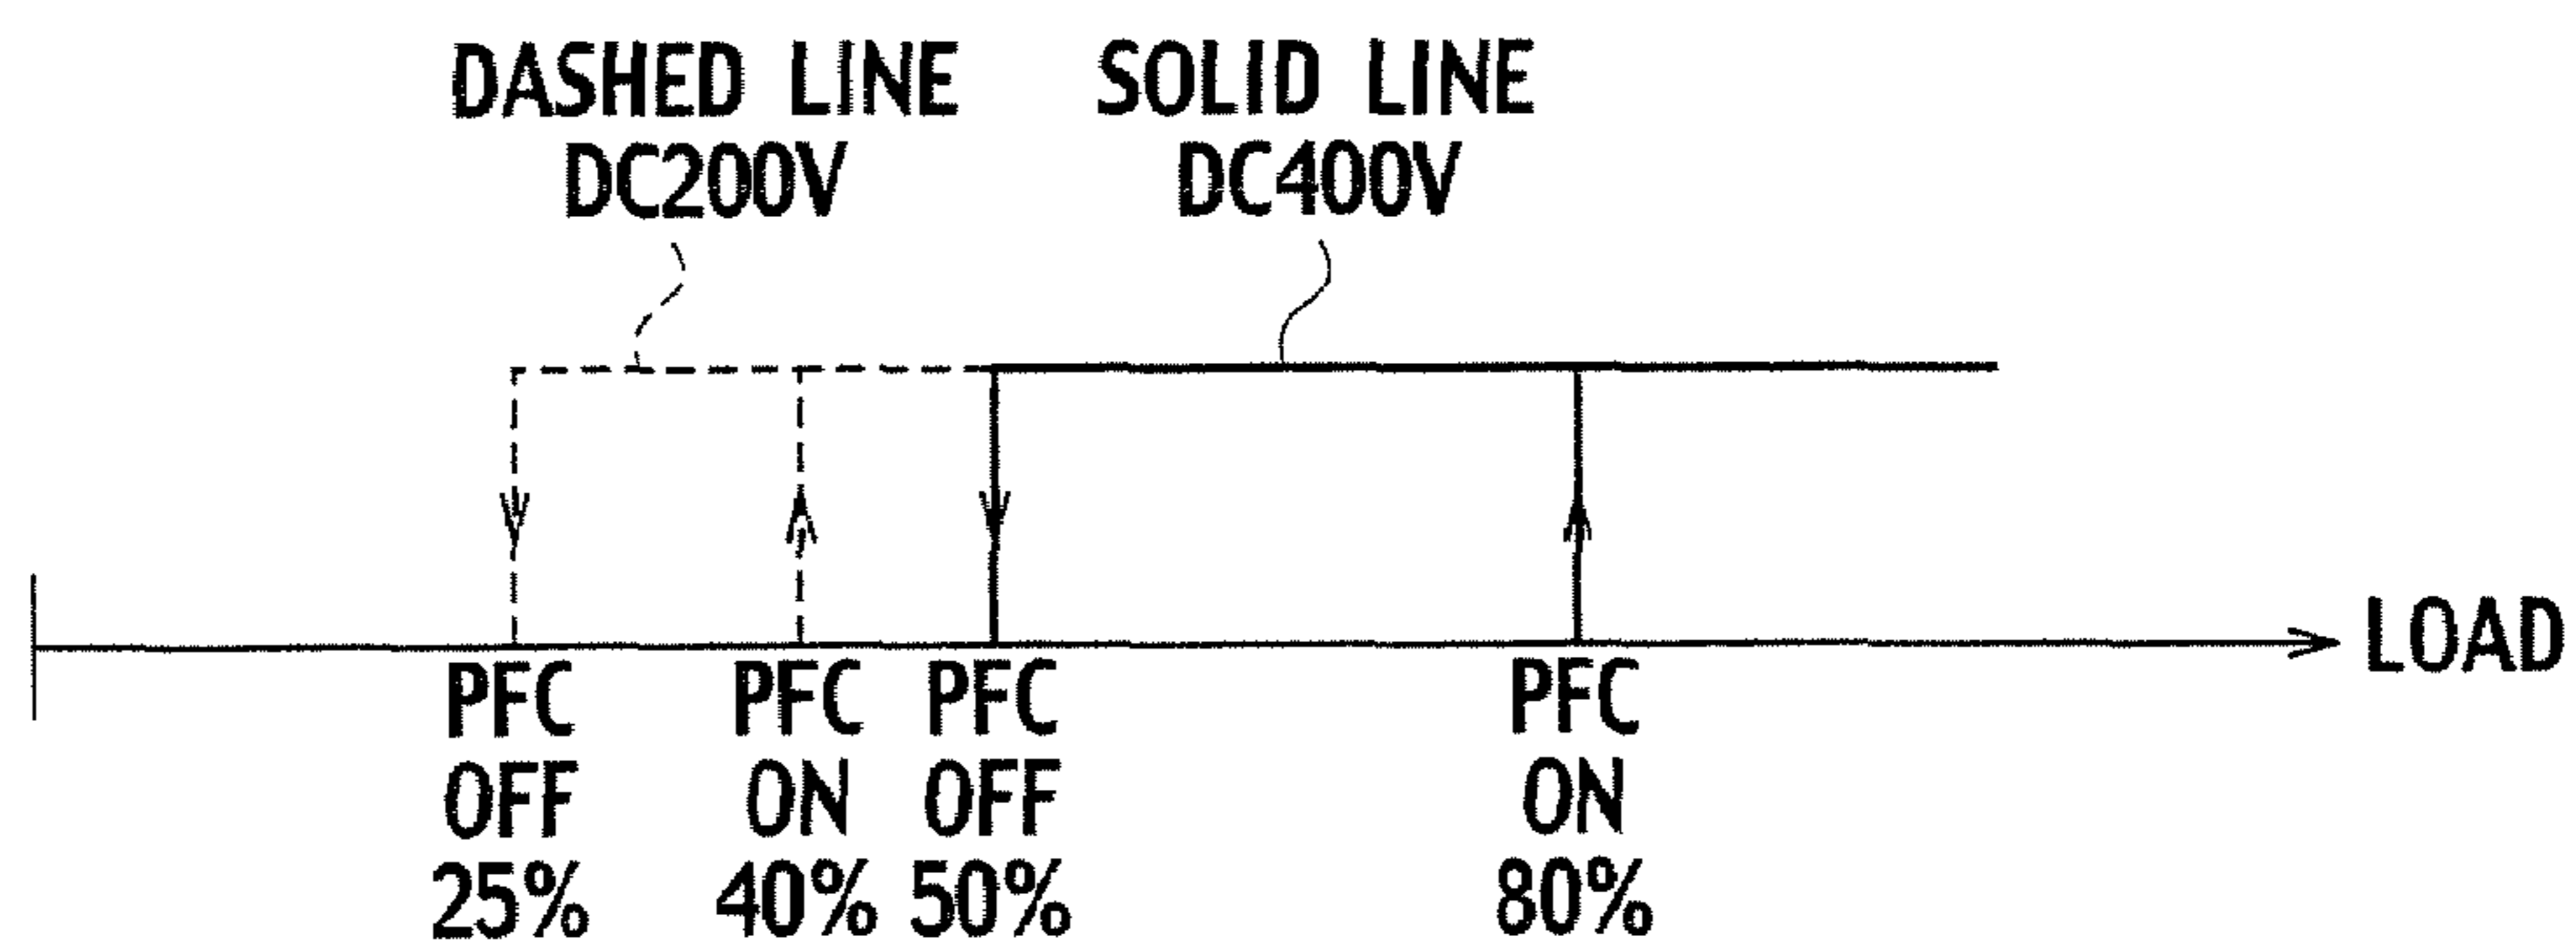 DASHED LINE
DC200V
SOLID LINE
DC400V
LOAD
PFC
OFF
25%
PFC
ON
40%
PFC
OFF
50%
PFC
ON
80%